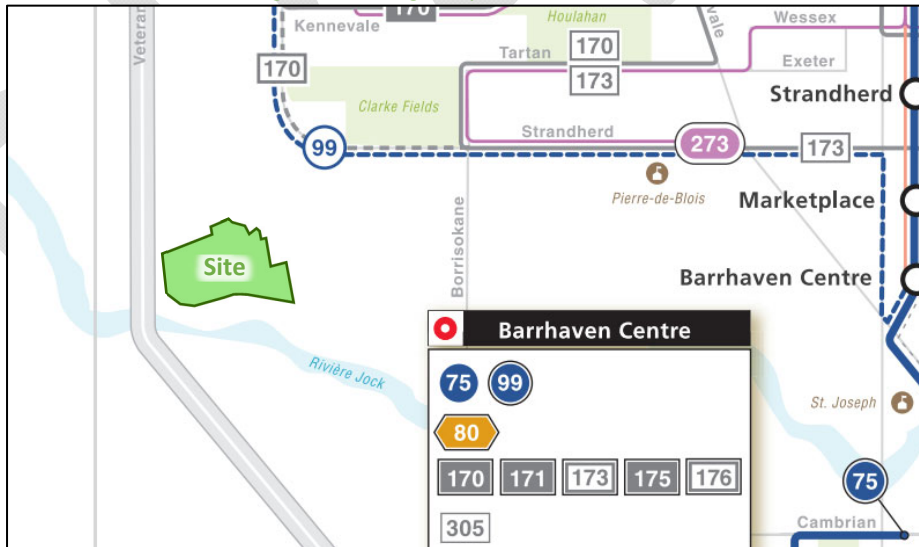 170
Kennevale
Houlahan
vale
Wessex
Veteran
170
Tartan
170
Exeter
173
Strandherd
Clarke Fields
Strandherd
99
273
173
Pierre-de-Blois
Marketplace
Borrisokane
Site
Barrhaven Centre
Barrhaven Centre
Rivière Jock
75 99
St. Joseph
80
170 171 173 175 176
75
305
Cambrian